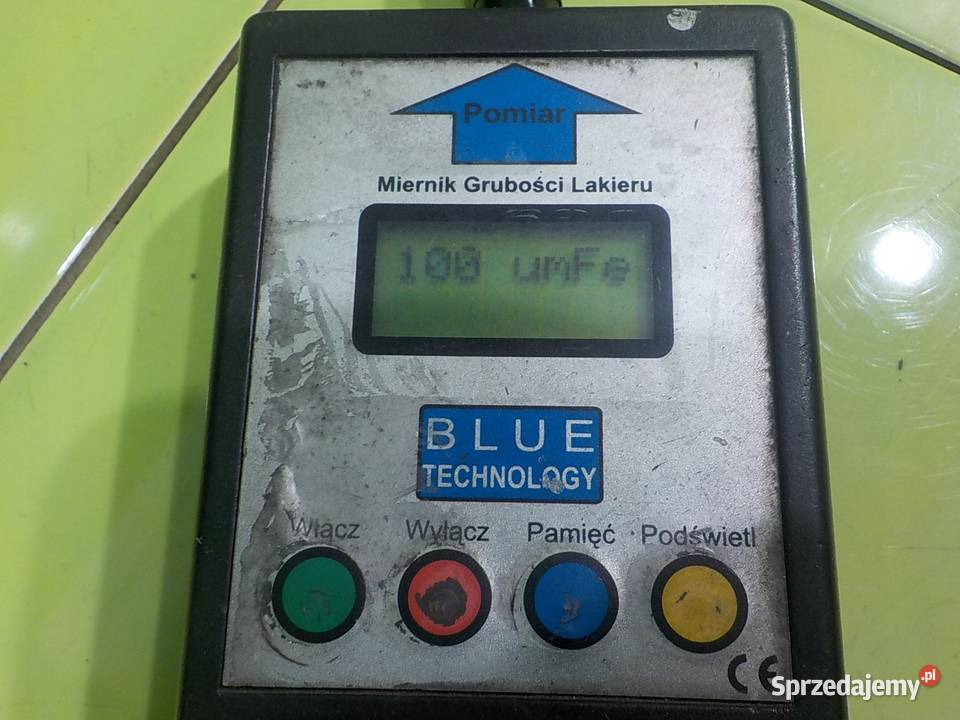 Pomiar
Miernik Grubości Lakieru
100 umFe
BLUE
TECHNOLOGY
Włącz Wyłącz Pamięć Podświetl
CE
Sprzedajemy.pl